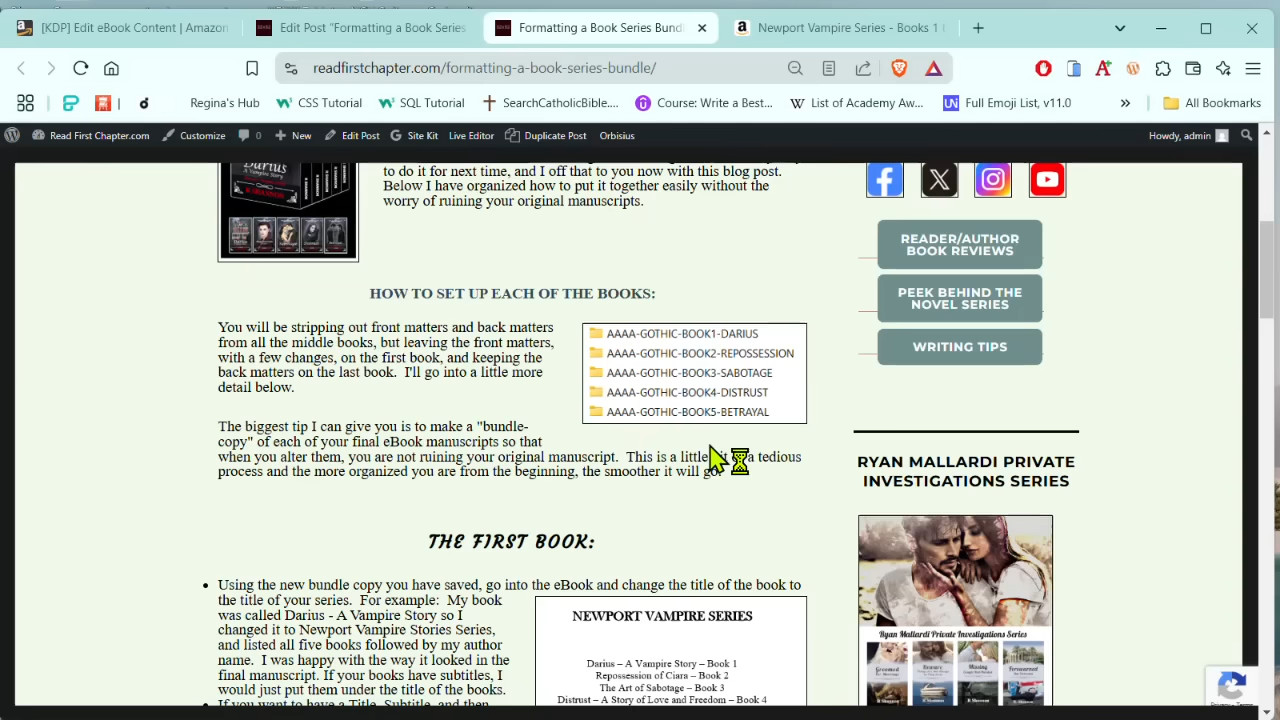 [KDP] Edit eBook Content | Amazon
Edit Post "Formatting a Book Series
Formatting a Book Series Bundl
Newport Vampire Series - Books 1
readfirstchapter.com/formatting-a-book-series-bundle/
Regina's Hub
CSS Tutorial
SQL Tutorial
SearchCatholicBible....
Course: Write a Best...
List of Academy Aw...
Full Emoji List, v11.0
All Bookmarks
Read First Chapter.com
Customize
0
New
Edit Post
Site Kit
Live Editor
Duplicate Post
Orbisius
Howdy, admin
Darius
A Vampire Story
to do it for next time, and I off that to you now with this blog post.
Below I have organized how to put it together easily without the
worry of ruining your original manuscripts.
HOW TO SET UP EACH OF THE BOOKS:
You will be stripping out front matters and back matters
from all the middle books, but leaving the front matters,
with a few changes, on the first book, and keeping the
back matters on the last book. I'll go into a little more
detail below.
AAAA-GOTHIC-BOOK1-DARIUS
AAAA-GOTHIC-BOOK2-REPOSSESSION
AAAA-GOTHIC-BOOK3-SABOTAGE
AAAA-GOTHIC-BOOK4-DISTRUST
AAAA-GOTHIC-BOOK5-BETRAYAL
The biggest tip I can give you is to make a "bundle-
copy" of each of your final eBook manuscripts so that
when you alter them, you are not ruining your original manuscript. This is a little a tedious
process and the more organized you are from the beginning, the smoother it will go.
THE FIRST BOOK:
Using the new bundle copy you have saved, go into the eBook and change the title of the book to
the title of your series. For example: My book
was called Darius - A Vampire Story so I
changed it to Newport Vampire Stories Series,
and listed all five books followed by my author
name. I was happy with the way it looked in the
final manuscript. If your books have subtitles, I
would just put them under the title of the books.
If you want to have a Title, Subtitle, and then
NEWPORT VAMPIRE SERIES
Darius – A Vampire Story – Book 1
Repossession of Ciara – Book 2
The Art of Sabotage – Book 3
Distrust – A Story of Love and Freedom – Book 4
READER/AUTHOR
BOOK REVIEWS
PEEK BEHIND THE
NOVEL SERIES
WRITING TIPS
RYAN MALLARDI PRIVATE
INVESTIGATIONS SERIES
Ryan Mallardi Private Investigations Series